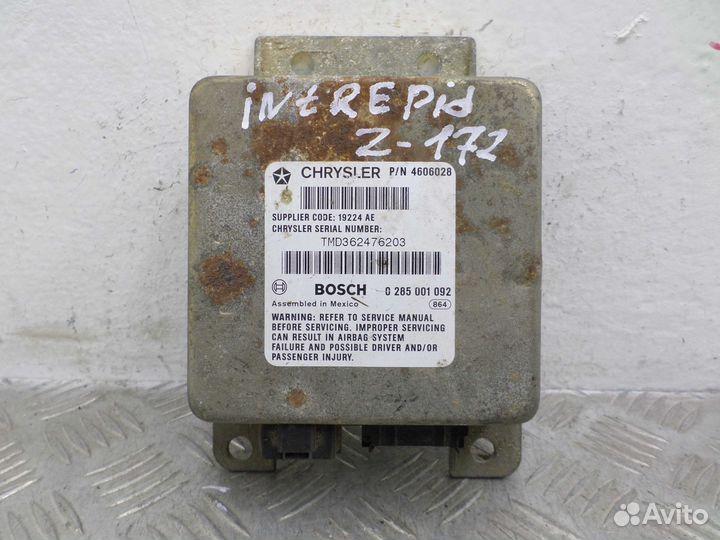 intREPid
Z-172
CHRYSLER P/N 4606028
SUPPLIER CODE: 19224 AE
CHRYSLER SERIAL NUMBER:
TMD362476203
BOSCH 0 285 001 092
Assembled in Mexico 864
WARNING: REFER TO SERVICE MANUAL
BEFORE SERVICING. IMPROPER SERVICING
CAN RESULT IN AIRBAG SYSTEM
FAILURE AND POSSIBLE DRIVER AND/OR
PASSENGER INJURY.
Avito